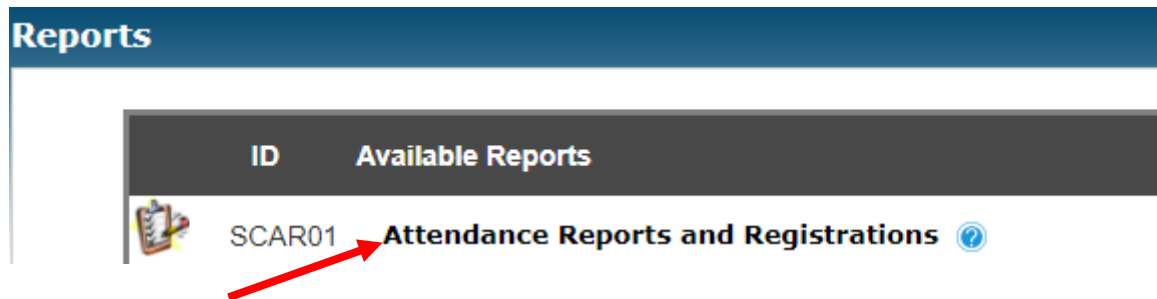 Reports
ID Available Reports
SCAR01 Attendance Reports and Registrations ?